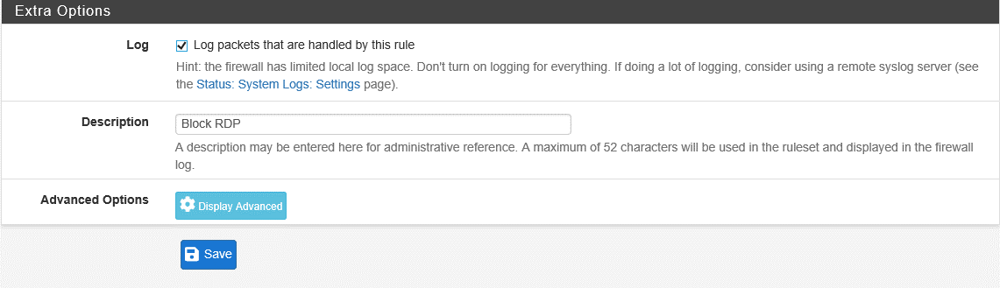 Extra Options
Log
Log packets that are handled by this rule
Hint: the firewall has limited local log space. Don't turn on logging for everything. If doing a lot of logging, consider using a remote syslog server (see
the Status: System Logs: Settings page).
Description
Block RDP
A description may be entered here for administrative reference. A maximum of 52 characters will be used in the ruleset and displayed in the firewall
log.
Advanced Options
Display Advanced
Save